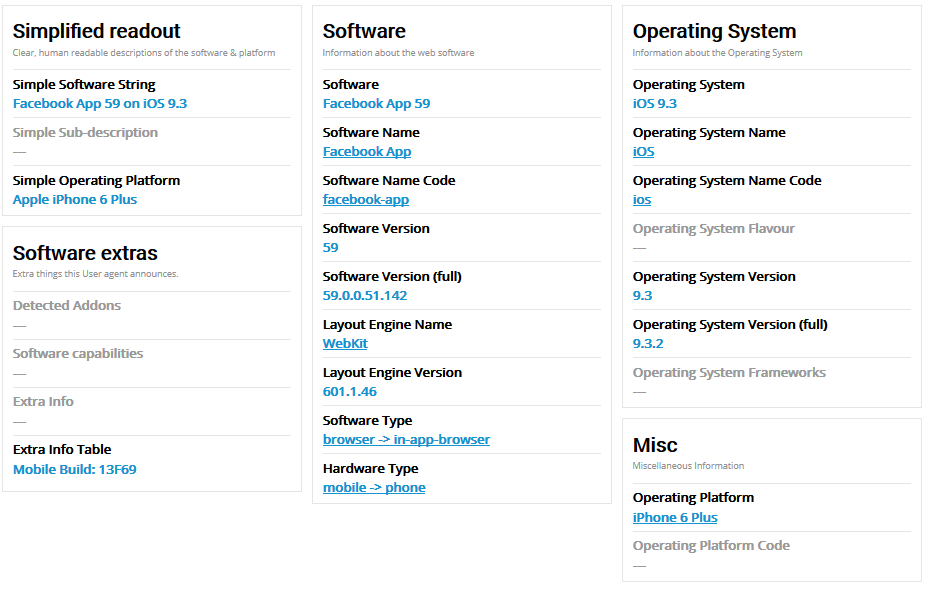 Simplified readout
Clear, human readable descriptions of the software & platform
Simple Software String
Facebook App 59 on iOS 9.3
Simple Sub-description
—
Simple Operating Platform
Apple iPhone 6 Plus
Software extras
Extra things this User agent announces.
Detected Addons
—
Software capabilities
—
Extra Info
—
Extra Info Table
Mobile Build: 13F69
Software
Information about the web software
Software
Facebook App 59
Software Name
Facebook App
Software Name Code
facebook-app
Software Version
59
Software Version (full)
59.0.0.51.142
Layout Engine Name
WebKit
Layout Engine Version
601.1.46
Software Type
browser -> in-app-browser
Hardware Type
mobile -> phone
Operating System
Information about the Operating System
Operating System
iOS 9.3
Operating System Name
iOS
Operating System Name Code
ios
Operating System Flavour
—
Operating System Version
9.3
Operating System Version (full)
9.3.2
Operating System Frameworks
—
Misc
Miscellaneous Information
Operating Platform
iPhone 6 Plus
Operating Platform Code
—